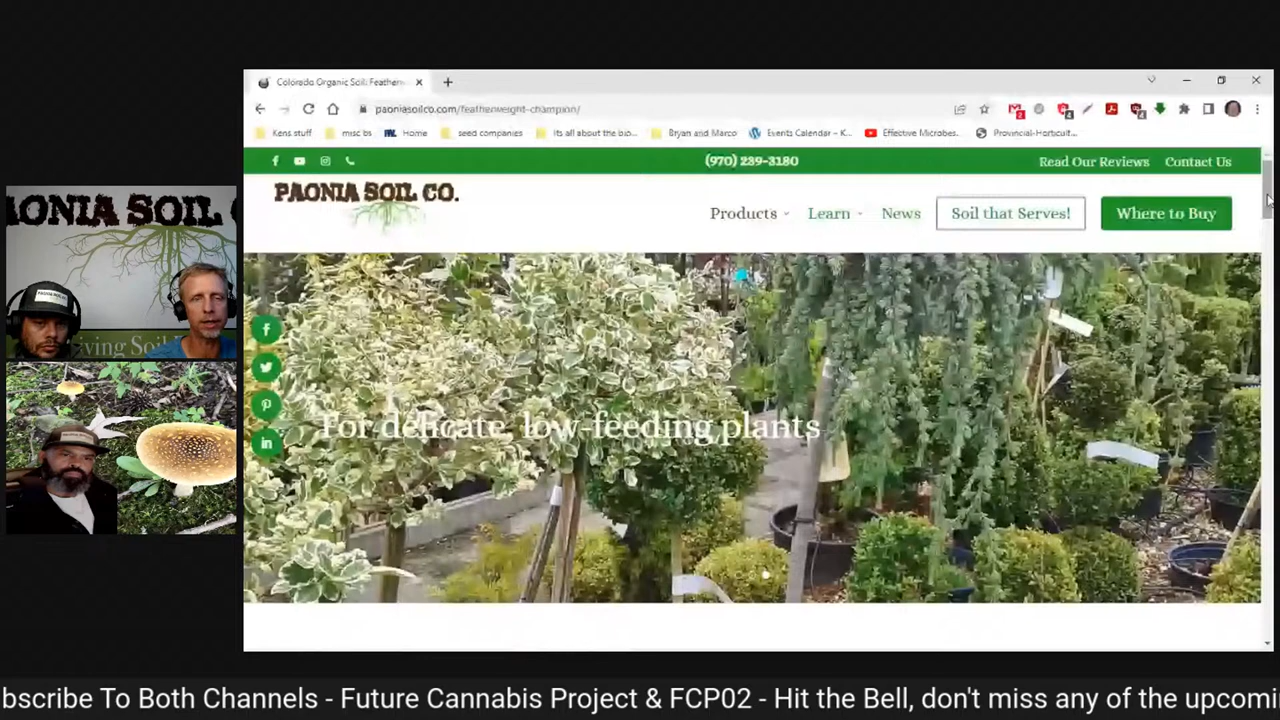 Colorado Organic Soil: Featherw
paoniasoilco.com/featherweight-champion/
Kens stuff
misc bs
Home
seed companies
Its all about the bio...
Bryan and Marco
Events Calendar – K...
Effective Microbes...
Provincial-Horticult...
(970) 239-3180
Read Our Reviews
Contact Us
PAONIA SOIL CO.
Products
Learn
News
Soil that Serves!
Where to Buy
AONIA SOIL
iving Soil
For delicate, low-feeding plants
bscribe To Both Channels - Future Cannabis Project & FCP02 - Hit the Bell, don't miss any of the upcomi